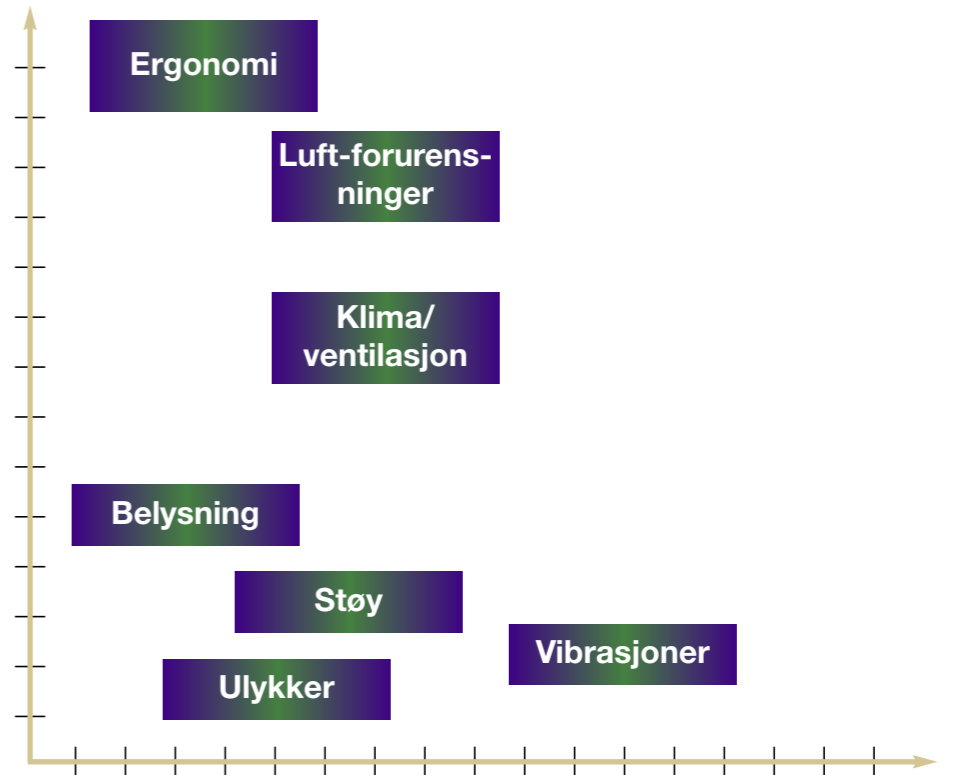 Ergonomi
Luft-forurens-
ninger
Klima/
ventilasjon
Belysning
Støy
Vibrasjoner
Ulykker